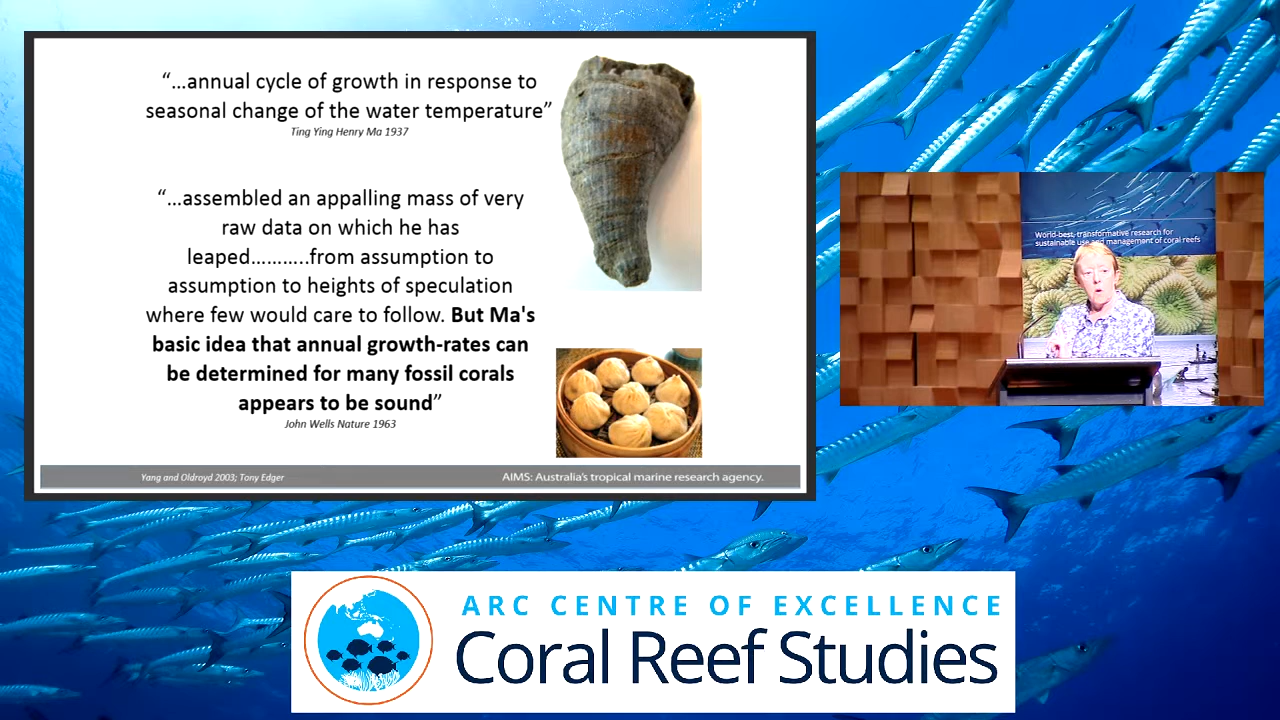 “...annual cycle of growth in response to
seasonal change of the water temperature”
Ting Ying Henry Ma 1937
“...assembled an appalling mass of very
raw data on which he has
leaped..........from assumption to
assumption to heights of speculation
where few would care to follow. But Ma's
basic idea that annual growth-rates can
be determined for many fossil corals
appears to be sound”
John Wells Nature 1963
Yang and Oldroyd 2003; Tony Edger
AIMS: Australia's tropical marine research agency.
World-best, transformative research for
sustainable use and management of coral reefs
ARC CENTRE OF EXCELLENCE
Coral Reef Studies